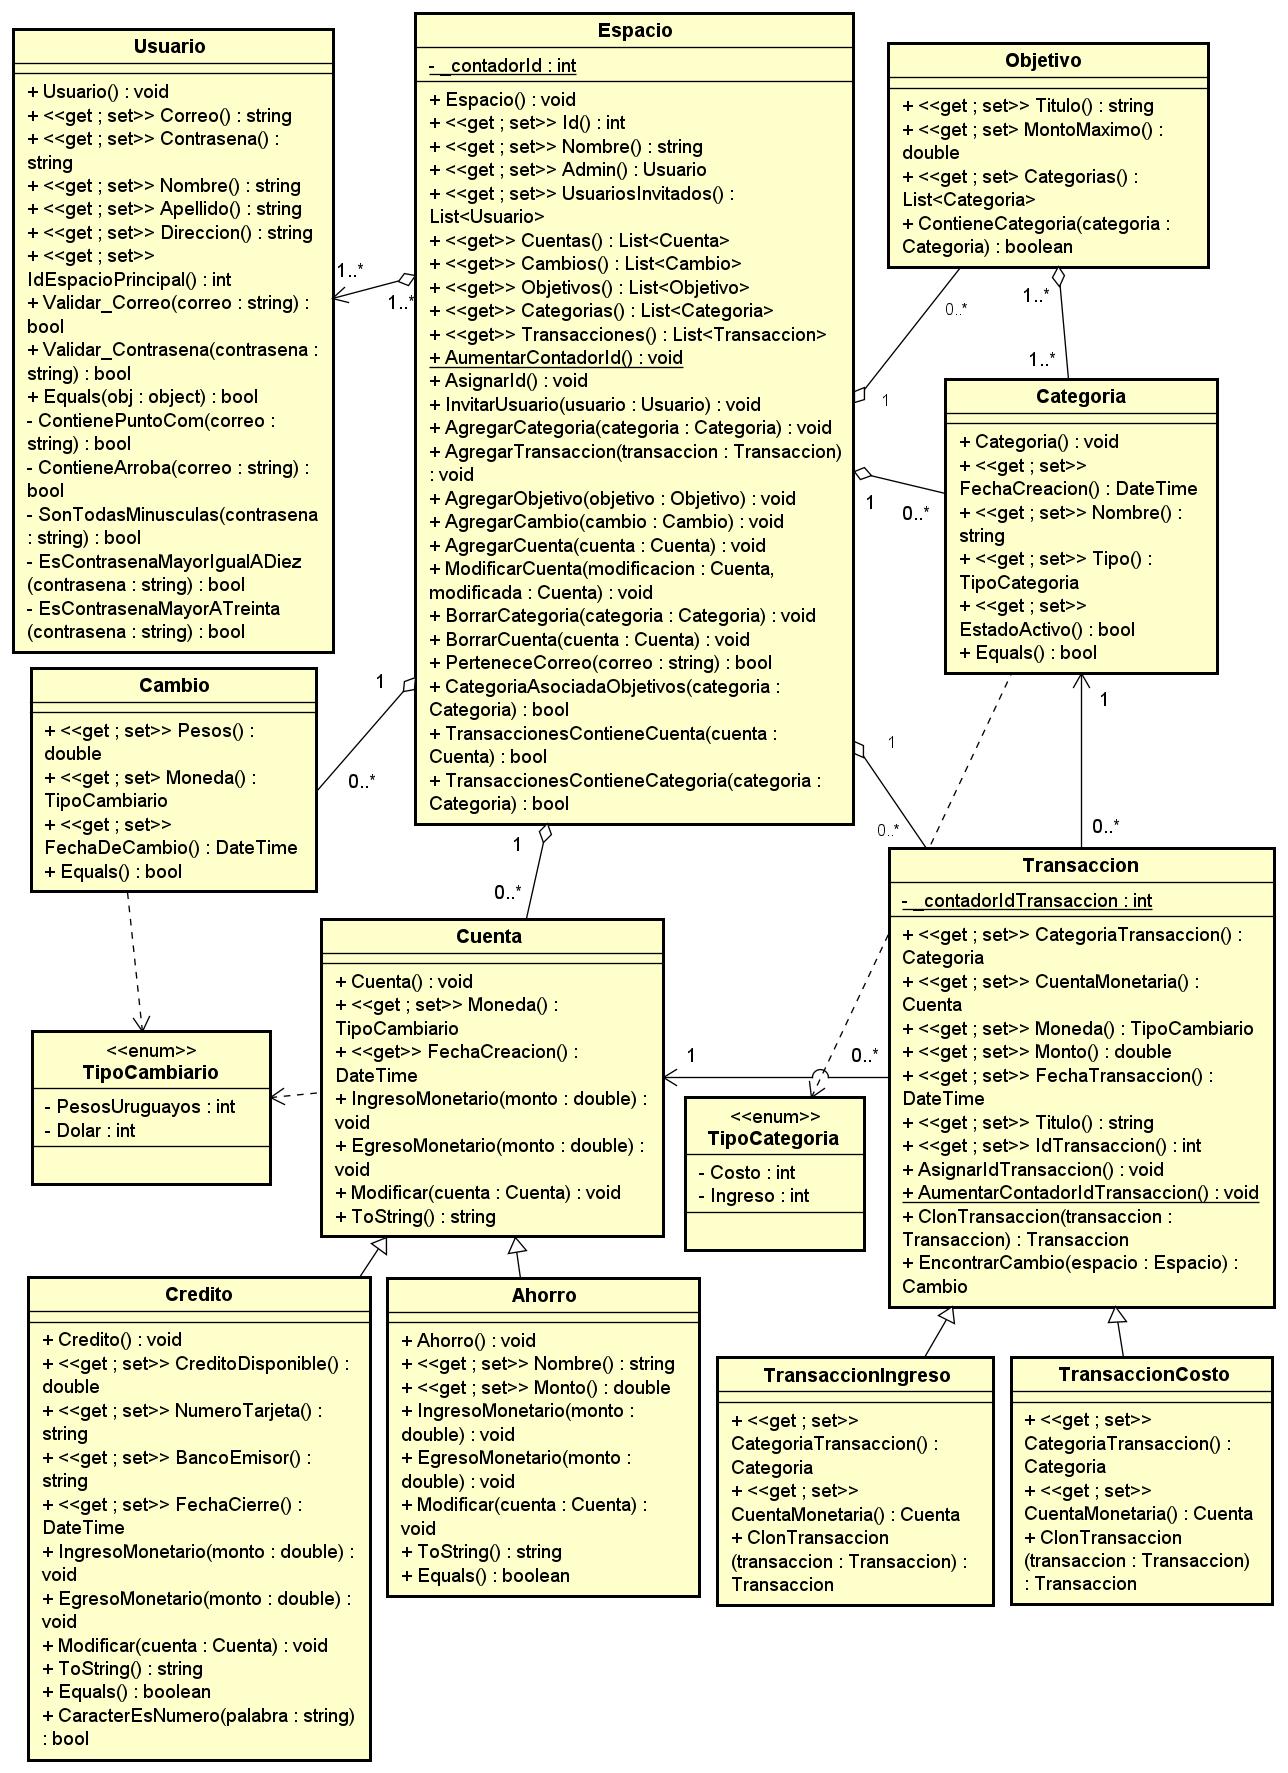 Usuario
+ Usuario() : void
+ <<get ; set>> Correo() : string
+ <<get ; set>> Contrasena() :
string
+ <<get ; set>> Nombre() : string
+ <<get ; set>> Apellido() : string
+ <<get ; set>> Direccion() : string
+ <<get ; set>>
IdEspacioPrincipal() : int
+ Validar_Correo(correo : string) :
bool
+ Validar_Contrasena(contrasena :
string) : bool
+ Equals(obj : object) : bool
- ContienePuntoCom(correo :
string) : bool
- ContieneArroba(correo : string) :
bool
- SonTodasMinusculas(contrasena
: string) : bool
- EsContrasenaMayorIgualADiez
(contrasena : string) : bool
- EsContrasenaMayorATreinta
(contrasena : string) : bool
1..*
1..*
Espacio
- _contadorId : int
+ Espacio() : void
+ <<get ; set>> Id() : int
+ <<get ; set>> Nombre() : string
+ <<get ; set>> Admin() : Usuario
+ <<get ; set>> UsuariosInvitados() :
List<Usuario>
+ <<get>> Cuentas() : List<Cuenta>
+ <<get>> Cambios() : List<Cambio>
+ <<get>> Objetivos() : List<Objetivo>
+ <<get>> Categorias() : List<Categoria>
+ <<get>> Transacciones() : List<Transaccion>
+ AumentarContadorId() : void
+ AsignarId() : void
+ InvitarUsuario(usuario : Usuario) : void
+ AgregarCategoria(categoria : Categoria) : void
+ AgregarTransaccion(transaccion : Transaccion)
: void
+ AgregarObjetivo(objetivo : Objetivo) : void
+ AgregarCambio(cambio : Cambio) : void
+ AgregarCuenta(cuenta : Cuenta) : void
+ ModificarCuenta(modificacion : Cuenta,
modificada : Cuenta) : void
+ BorrarCategoria(categoria : Categoria) : void
+ BorrarCuenta(cuenta : Cuenta) : void
+ PerteneceCorreo(correo : string) : bool
+ CategoriaAsociadaObjetivos(categoria :
Categoria) : bool
+ TransaccionesContieneCuenta(cuenta :
Cuenta) : bool
+ TransaccionesContieneCategoria(categoria :
Categoria) : bool
Objetivo
+ <<get ; set>> Titulo() : string
+ <<get ; set> MontoMaximo() :
double
+ <<get ; set> Categorias() :
List<Categoria>
+ ContieneCategoria(categoria :
Categoria) : boolean
0..*
1
1..*
1..*
Categoria
+ Categoria() : void
+ <<get ; set>>
FechaCreacion() : DateTime
+ <<get ; set>> Nombre() :
string
+ <<get ; set>> Tipo() :
TipoCategoria
+ <<get ; set>>
EstadoActivo() : bool
+ Equals() : bool
1
0..*
1
0..*
1
0..*
Cambio
+ <<get ; set>> Pesos() :
double
+ <<get ; set> Moneda() :
TipoCambiario
+ <<get ; set>>
FechaDeCambio() : DateTime
+ Equals() : bool
1
0..*
1
0..*
Cuenta
+ Cuenta() : void
+ <<get ; set>> Moneda() :
TipoCambiario
+ <<get>> FechaCreacion() :
DateTime
+ IngresoMonetario(monto : double) :
void
+ EgresoMonetario(monto : double) :
void
+ Modificar(cuenta : Cuenta) : void
+ ToString() : string
Transaccion
- _contadorIdTransaccion : int
+ <<get ; set>> CategoriaTransaccion() :
Categoria
+ <<get ; set>> CuentaMonetaria() :
Cuenta
+ <<get ; set>> Moneda() : TipoCambiario
+ <<get ; set>> Monto() : double
+ <<get ; set>> FechaTransaccion() :
DateTime
+ <<get ; set>> Titulo() : string
+ <<get ; set>> IdTransaccion() : int
+ AsignarIdTransaccion() : void
+ AumentarContadorIdTransaccion() : void
+ ClonTransaccion(transaccion :
Transaccion) : Transaccion
+ EncontrarCambio(espacio : Espacio) :
Cambio
1
0..*
<<enum>>
TipoCambiario
- PesosUruguayos : int
- Dolar : int
<<enum>>
TipoCategoria
- Costo : int
- Ingreso : int
Credito
+ Credito() : void
+ <<get ; set>> CreditoDisponible() :
double
+ <<get ; set>> NumeroTarjeta() :
string
+ <<get ; set>> BancoEmisor() :
string
+ <<get ; set>> FechaCierre() :
DateTime
+ IngresoMonetario(monto : double) :
void
+ EgresoMonetario(monto : double) :
void
+ Modificar(cuenta : Cuenta) : void
+ ToString() : string
+ Equals() : boolean
+ CaracterEsNumero(palabra : string)
: bool
Ahorro
+ Ahorro() : void
+ <<get ; set>> Nombre() : string
+ <<get ; set>> Monto() : double
+ IngresoMonetario(monto :
double) : void
+ EgresoMonetario(monto :
double) : void
+ Modificar(cuenta : Cuenta) :
void
+ ToString() : string
+ Equals() : boolean
TransaccionIngreso
+ <<get ; set>>
CategoriaTransaccion() :
Categoria
+ <<get ; set>>
CuentaMonetaria() : Cuenta
+ ClonTransaccion
(transaccion : Transaccion) :
Transaccion
TransaccionCosto
+ <<get ; set>>
CategoriaTransaccion() :
Categoria
+ <<get ; set>>
CuentaMonetaria() : Cuenta
+ ClonTransaccion
(transaccion : Transaccion)
: Transaccion